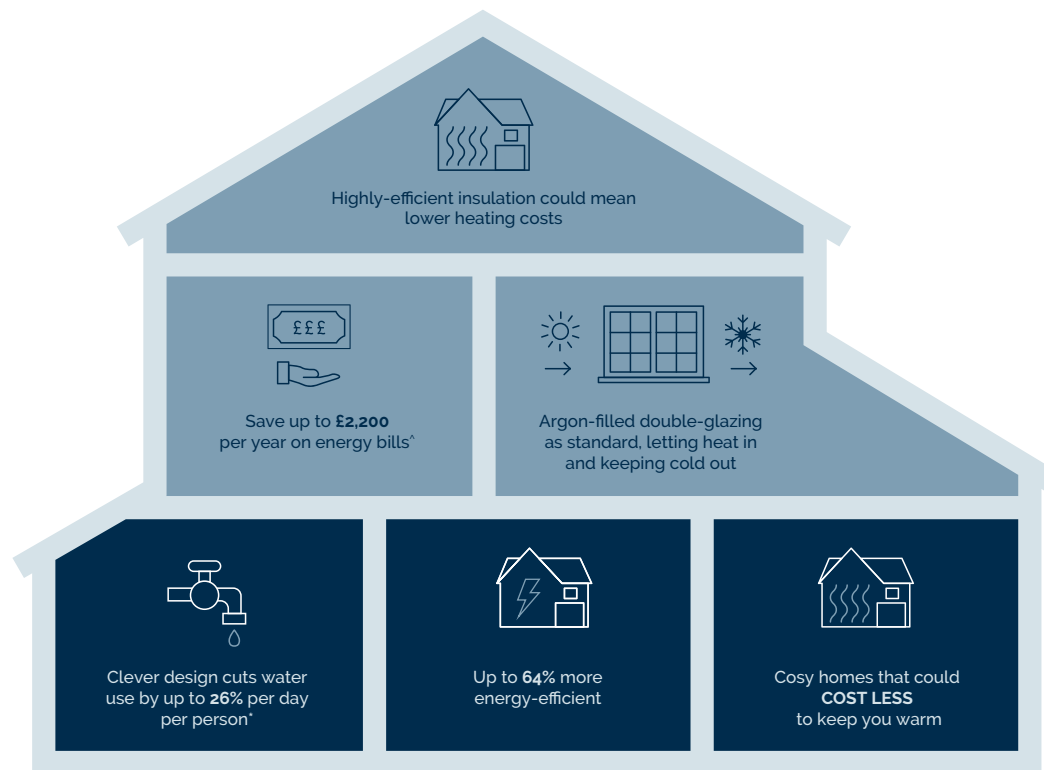 Highly-efficient insulation could mean
lower heating costs
£££
Save up to £2,200
per year on energy bills^
Argon-filled double-glazing
as standard, letting heat in
and keeping cold out
Clever design cuts water
use by up to 26% per day
per person*
Up to 64% more
energy-efficient
Cosy homes that could
COST LESS
to keep you warm